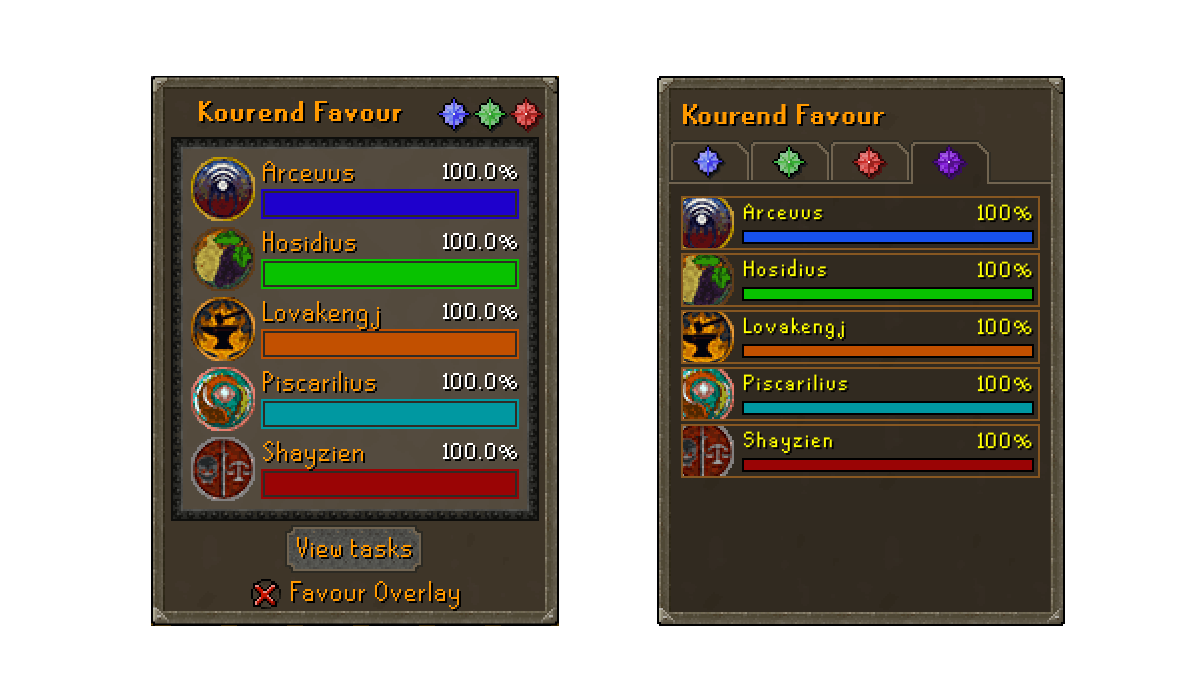 Kourend Favour
Arceuus 100.0%
Hosidius 100.0%
Lovakengj 100.0%
Piscarilius 100.0%
Shayzien 100.0%
View tasks
Favour Overlay
Kourend Favour
Arceuus 100%
Hosidius 100%
Lovakengj 100%
Piscarilius 100%
Shayzien 100%